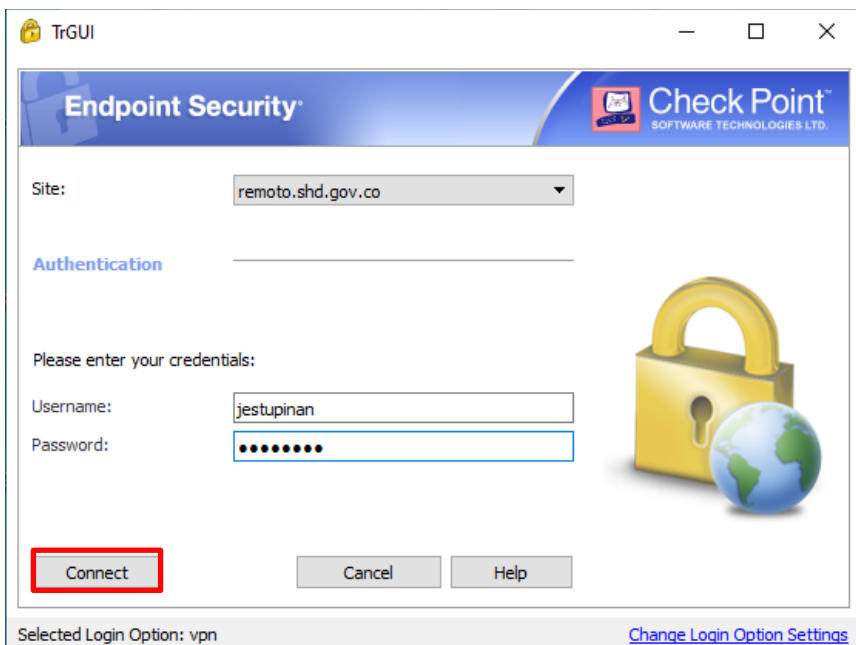 TrGUI
Endpoint Security
Check Point™
SOFTWARE TECHNOLOGIES LTD.
Site:
remoto.shd.gov.co
Authentication
Please enter your credentials:
Username:
jestupinan
Password:
••••••••
Connect
Cancel
Help
Selected Login Option: vpn
Change Login Option Settings